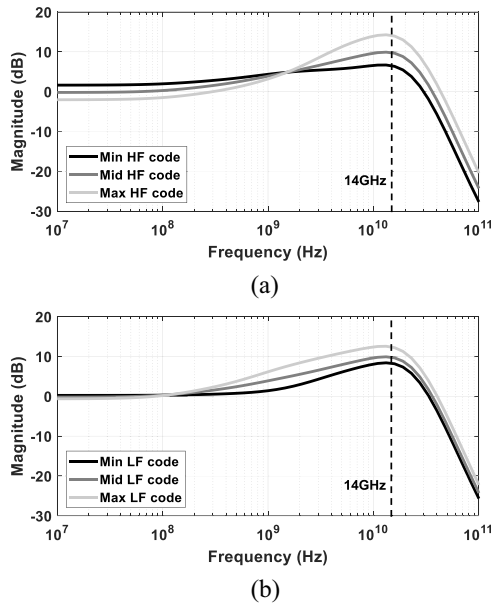 20
10
0
-10
-20
-30
Magnitude (dB)
Min HF code
Mid HF code
Max HF code
14GHz
10^7
10^8
10^9
10^10
10^11
Frequency (Hz)
(a)
20
10
0
-10
-20
-30
Magnitude (dB)
Min LF code
Mid LF code
Max LF code
14GHz
10^7
10^8
10^9
10^10
10^11
Frequency (Hz)
(b)